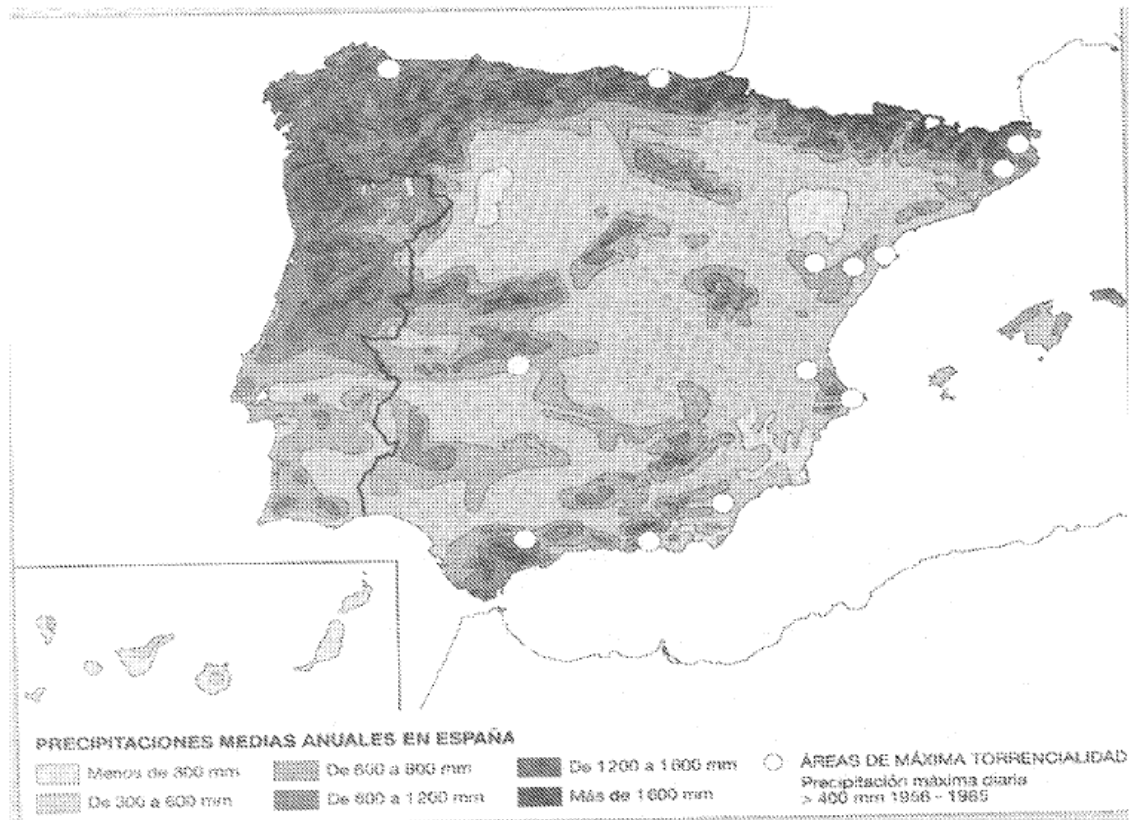 PRECIPITACIONES MEDIAS ANUALES EN ESPAÑA
Menos de 300 mm
De 300 a 600 mm
De 600 a 800 mm
De 800 a 1200 mm
De 1200 a 1600 mm
Más de 1600 mm
ÁREAS DE MÁXIMA TORRENCIALIDAD
Precipitación máxima diaria
> 400 mm 1956 - 1985